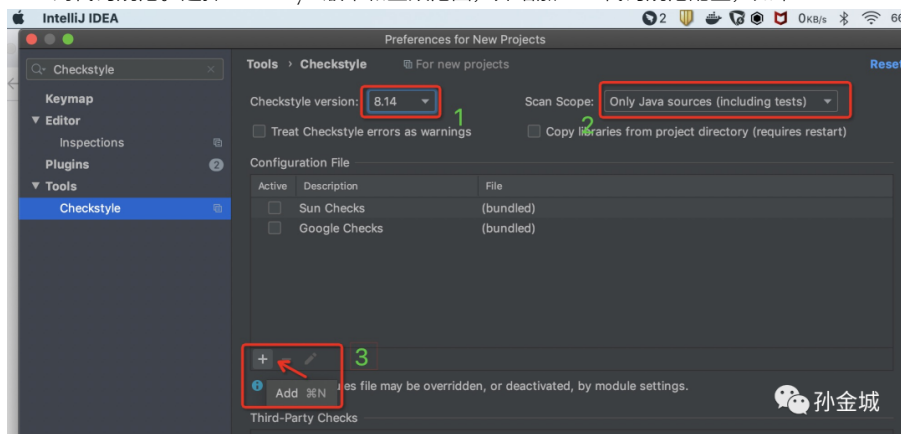 IntelliJ IDEA 2 0KB/s 66
Preferences for New Projects
Checkstyle
Tools › Checkstyle For new projects Reset
Keymap
Editor
Inspections
Plugins 2
Tools
Checkstyle
Checkstyle version: 8.14 Scan Scope: Only Java sources (including tests)
1 2
Treat Checkstyle errors as warnings Copy libraries from project directory (requires restart)
Configuration File
Active Description File
Sun Checks (bundled)
Google Checks (bundled)
3
Add ⌘N es file may be overridden, or deactivated, by module settings.
孙金城
Third-Party Checks